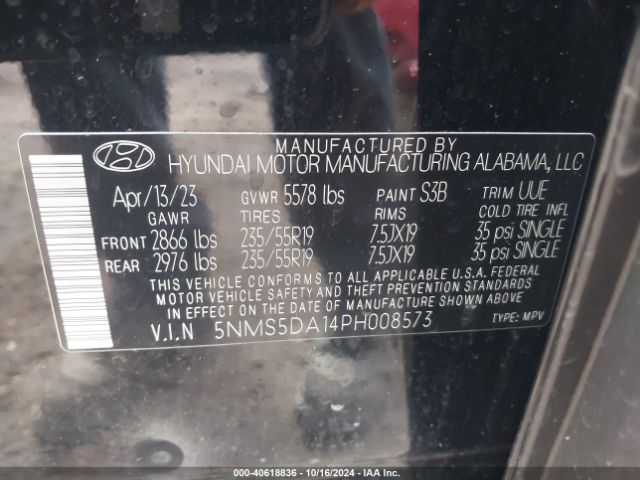 MANUFACTURED BY
HYUNDAI MOTOR MANUFACTURING ALABAMA, LLC
Apr/13/23 GVWR 5578 lbs PAINT S3B TRIM UUE
GAWR TIRES RIMS COLD TIRE INFL
FRONT 2866 lbs 235/55R19 7.5JX19 35 psi SINGLE
REAR 2976 lbs 235/55R19 7.5JX19 35 psi SINGLE
THIS VEHICLE CONFORMS TO ALL APPLICABLE U.S.A. FEDERAL
MOTOR VEHICLE SAFETY AND THEFT PREVENTION STANDARDS
IN EFFECT ON THE DATE OF MANUFACTURE SHOWN ABOVE.
V.I.N 5NMS5DA14PH008573 TYPE: MPV
000-40618836 - 10/16/2024 - IAA Inc.